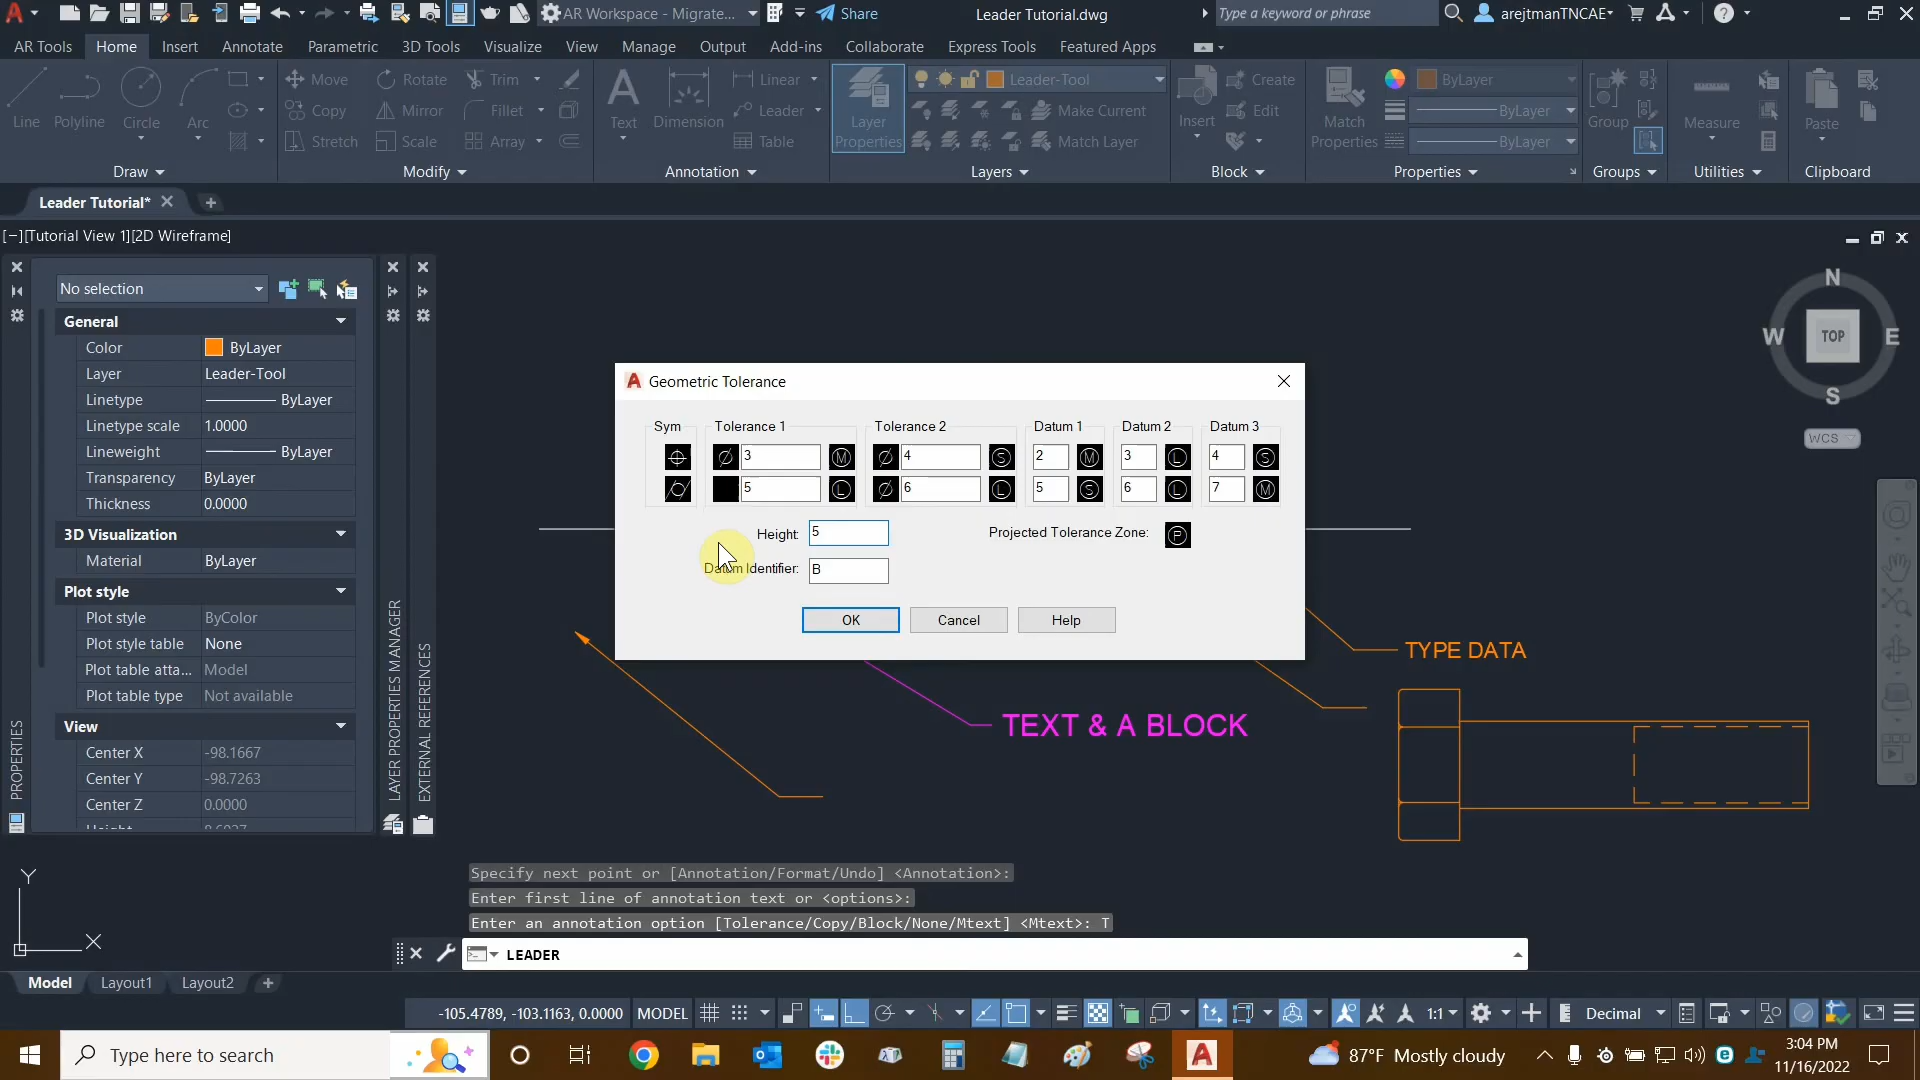 AR Workspace - Migrate...
Share
Leader Tutorial.dwg
Type a keyword or phrase
arejtmanTNCAE
AR Tools
Home
Insert
Annotate
Parametric
3D Tools
Visualize
View
Manage
Output
Add-ins
Collaborate
Express Tools
Featured Apps
Line
Polyline
Circle
Arc
Draw
Move
Rotate
Trim
Copy
Mirror
Fillet
Stretch
Scale
Array
Modify
Text
Dimension
Linear
Leader
Table
Annotation
Layer
Properties
Leader-Tool
Make Current
Match Layer
Layers
Insert
Create
Edit
Block
Match
Properties
ByLayer
ByLayer
ByLayer
Properties
Group
Groups
Measure
Utilities
Paste
Clipboard
Leader Tutorial*
[−][Tutorial View 1][2D Wireframe]
No selection
General
Color ByLayer
Layer Leader-Tool
Linetype ByLayer
Linetype scale 1.0000
Lineweight ByLayer
Transparency ByLayer
Thickness 0.0000
3D Visualization
Material ByLayer
Plot style
Plot style ByColor
Plot style table None
Plot table atta... Model
Plot table type Not available
View
Center X -98.1667
Center Y -98.7263
Center Z 0.0000
PROPERTIES
LAYER PROPERTIES MANAGER
EXTERNAL REFERENCES
Geometric Tolerance
Sym Tolerance 1 Tolerance 2 Datum 1 Datum 2 Datum 3
⌀ 3 Ⓜ ⌀ 4 Ⓢ 2 Ⓜ 3 Ⓛ 4 Ⓢ
5 Ⓛ ⌀ 6 Ⓛ 5 Ⓢ 6 Ⓛ 7 Ⓜ
Height: 5 Projected Tolerance Zone: Ⓟ
Datum Identifier: B
OK Cancel Help
N
W TOP E
S
WCS
TYPE DATA
TEXT & A BLOCK
Y
X
Specify next point or [Annotation/Format/Undo] <Annotation>:
Enter first line of annotation text or <options>:
Enter an annotation option [Tolerance/Copy/Block/None/Mtext] <Mtext>: T
LEADER
Model
Layout1
Layout2
-105.4789, -103.1163, 0.0000
MODEL
1:1
Decimal
Type here to search
87°F Mostly cloudy
3:04 PM
11/16/2022